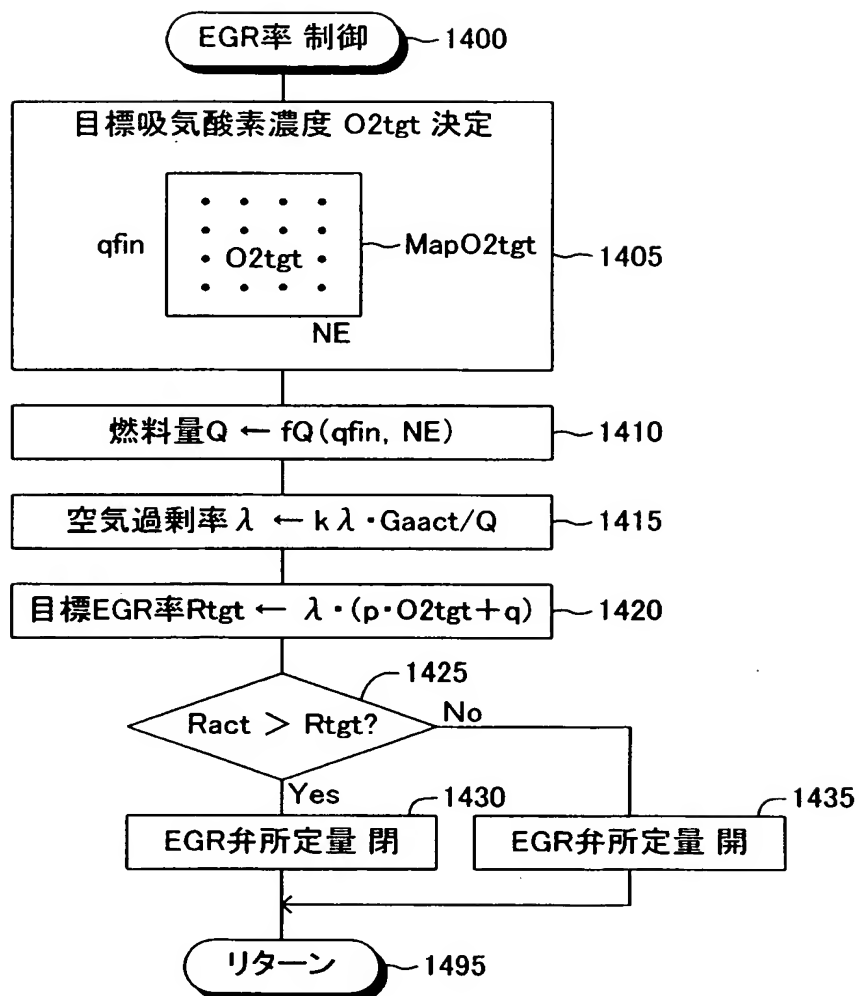 EGR率 制御
1400
目標吸気酸素濃度 O2tgt 決定
qfin
O2tgt
MapO2tgt
1405
NE
燃料量Q ← fQ(qfin, NE)
1410
空気過剰率λ ← kλ・Gaact/Q
1415
目標EGR率Rtgt ← λ・(p・O2tgt+q)
1420
1425
Ract > Rtgt?
No
Yes
1430
1435
EGR弁所定量 閉
EGR弁所定量 開
リターン
1495